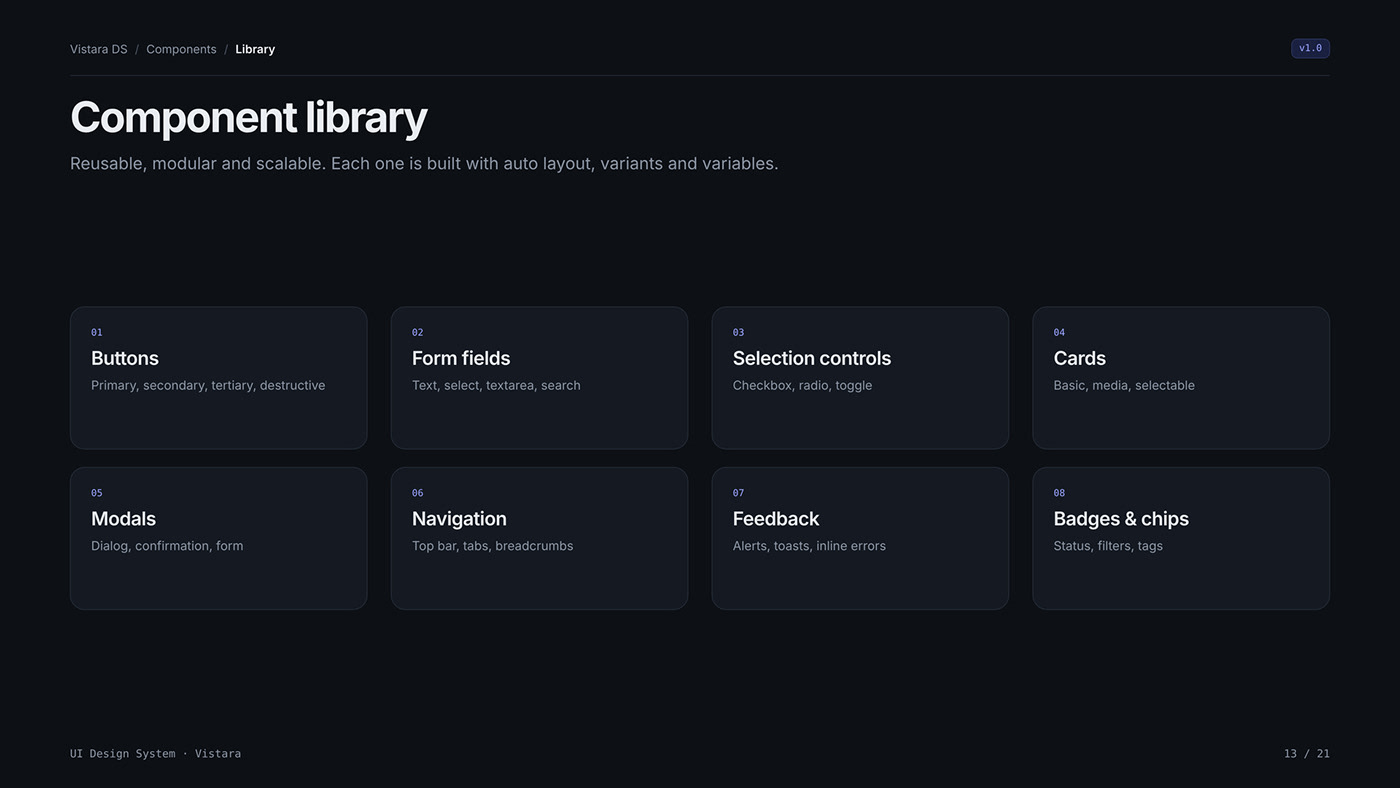 Vistara DS / Components / Library
v1.0
Component library
Reusable, modular and scalable. Each one is built with auto layout, variants and variables.
01
Buttons
Primary, secondary, tertiary, destructive
02
Form fields
Text, select, textarea, search
03
Selection controls
Checkbox, radio, toggle
04
Cards
Basic, media, selectable
05
Modals
Dialog, confirmation, form
06
Navigation
Top bar, tabs, breadcrumbs
07
Feedback
Alerts, toasts, inline errors
08
Badges & chips
Status, filters, tags
UI Design System · Vistara
13 / 21